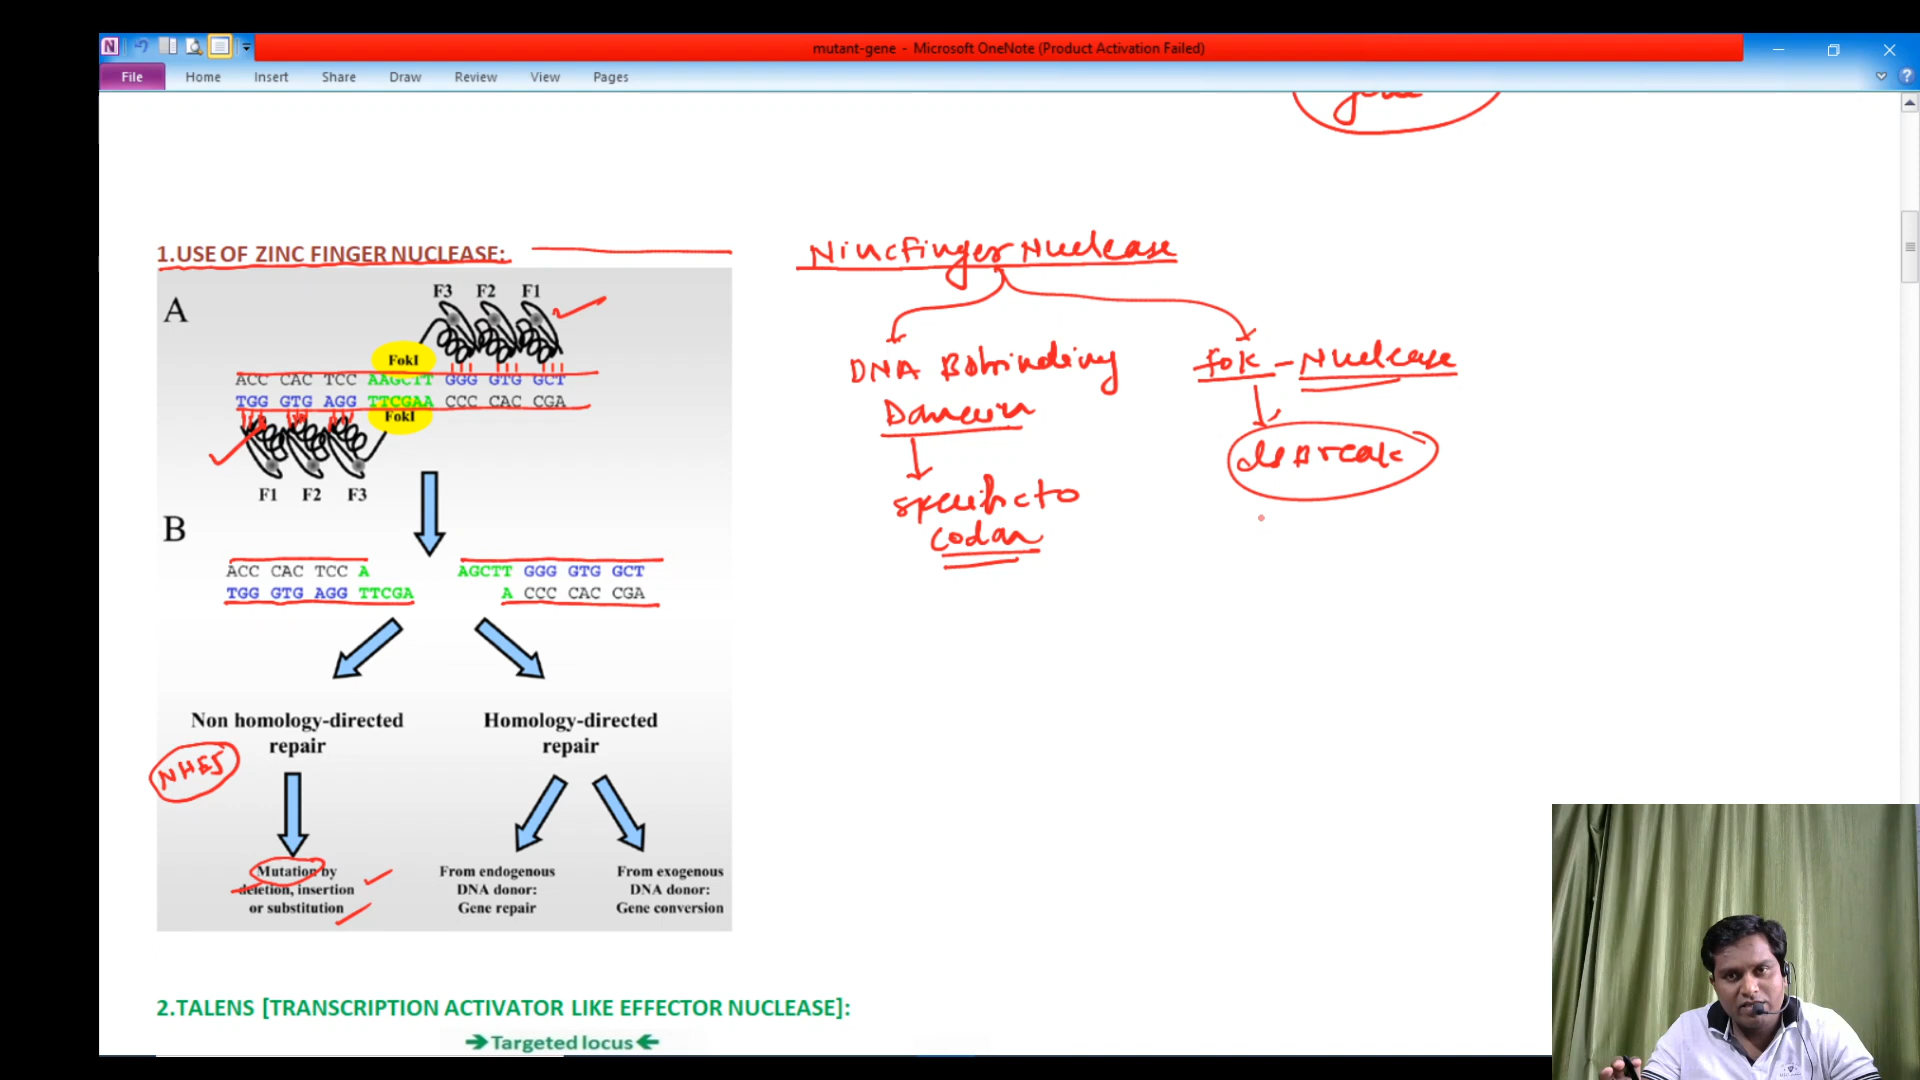 mutant-gene - Microsoft OneNote (Product Activation Failed)
File Home Insert Share Draw Review View Pages
1.USE OF ZINC FINGER NUCLEASE:
Nincfinger Nuclease
A
F3 F2 F1
FokI
ACC CAC TCC AAGCTT GGG GTG GCT
TGG GTG AGG TTCGAA CCC CAC CGA
FokI
F1 F2 F3
DNA
fok - Nuclease
ds Break
specific to
codon
B
ACC CAC TCC A AGCTT GGG GTG GCT
TGG GTG AGG TTCGA A CCC CAC CGA
Non homology-directed
repair
Homology-directed
repair
NHEJ
Mutation by
deletion, insertion
or substitution
From endogenous
DNA donor:
Gene repair
From exogenous
DNA donor:
Gene conversion
2.TALENS [TRANSCRIPTION ACTIVATOR LIKE EFFECTOR NUCLEASE]:
Targeted locus